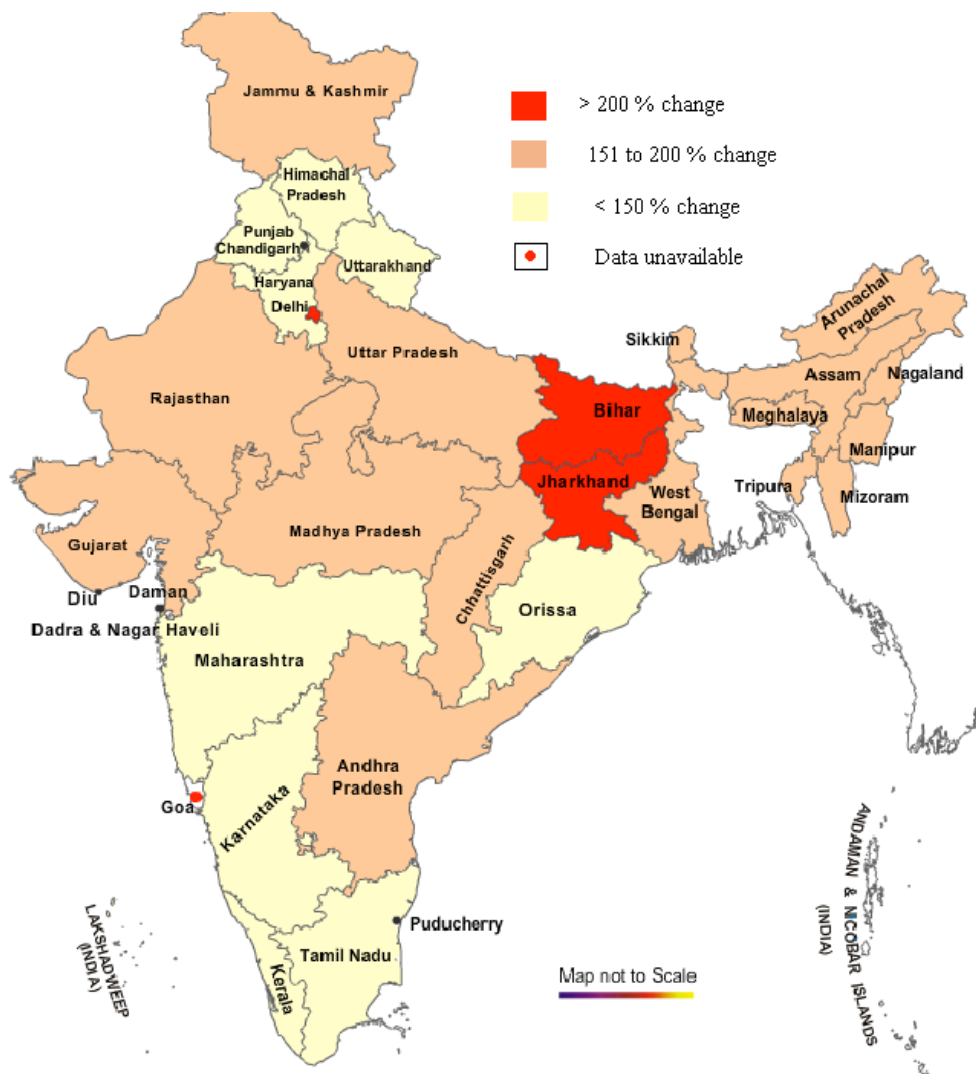 Jammu & Kashmir
> 200 % change
151 to 200 % change
< 150 % change
Data unavailable
Himachal
Pradesh
Punjab
Chandigarh
Uttarakhand
Haryana
Delhi
Uttar Pradesh
Rajasthan
Sikkim
Arunachal
Pradesh
Assam
Nagaland
Meghalaya
Manipur
Tripura
Mizoram
Bihar
Jharkhand
West
Bengal
Madhya Pradesh
Gujarat
Chhattisgarh
Orissa
Diu
Daman
Dadra & Nagar Haveli
Maharashtra
Andhra
Pradesh
Goa
Karnataka
Puducherry
Tamil Nadu
Kerala
LAKSHADWEEP
(INDIA)
Map not to Scale
ANDAMAN & NICOBAR ISLANDS
(INDIA)